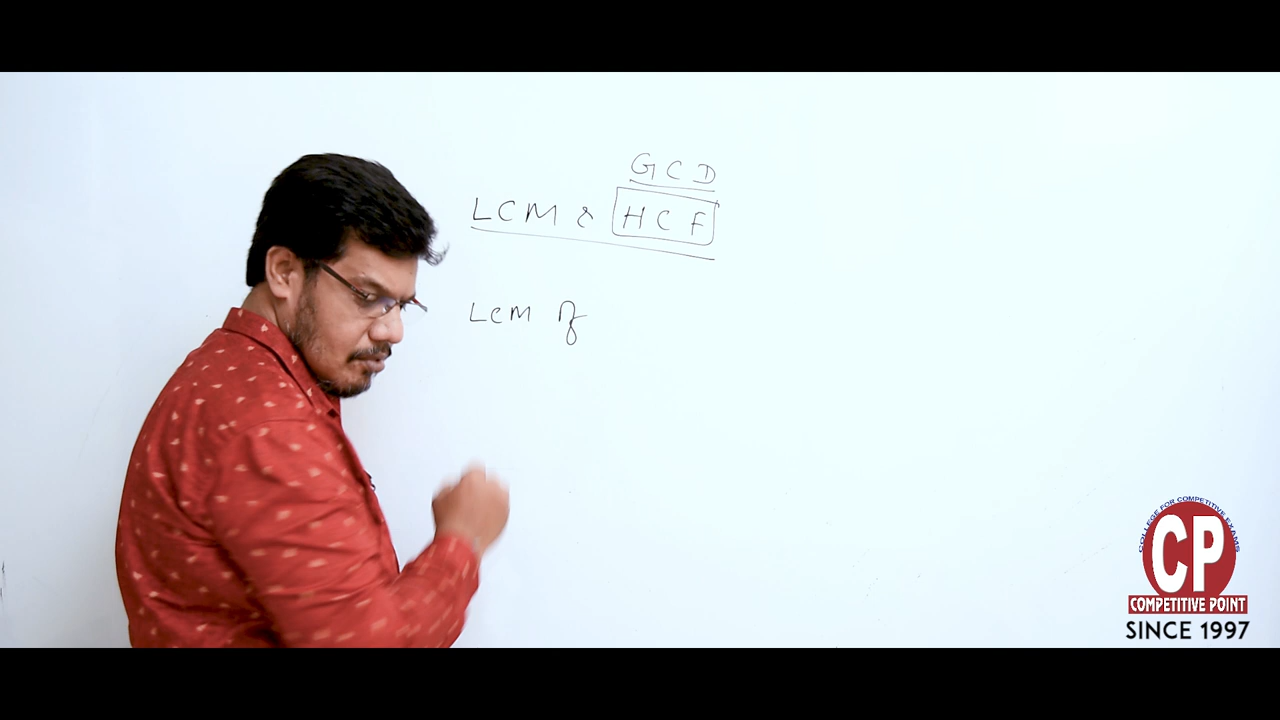 GCD
LCM & HCF
LCM of
COLLEGE FOR COMPETITIVE EXAMS
CP
COMPETITIVE POINT
SINCE 1997